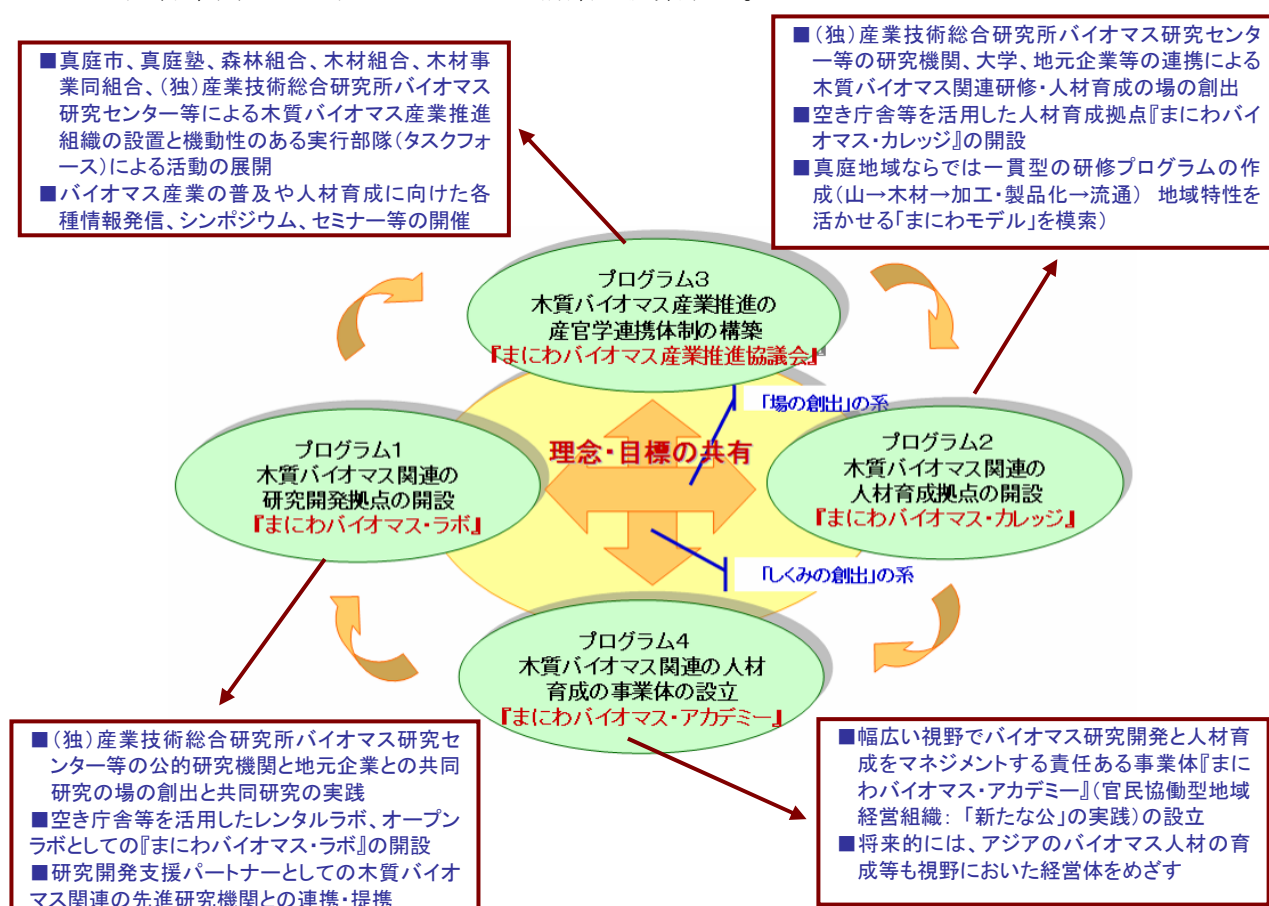 ■真庭市、真庭塾、森林組合、木材組合、木材事
業同組合、(独)産業技術総合研究所バイオマス
研究センター等による木質バイオマス産業推進
組織の設置と機動性のある実行部隊(タスクフォ
ース)による活動の展開
■バイオマス産業の普及や人材育成に向けた各
種情報発信、シンポジウム、セミナー等の開催
■(独)産業技術総合研究所バイオマス研究センタ
ー等の研究機関、大学、地元企業等の連携による
木質バイオマス関連研修・人材育成の場の創出
■空き庁舎等を活用した人材育成拠点『まにわバイ
オマス・カレッジ』の開設
■真庭地域ならでは一貫型の研修プログラムの作
成(山→木材→加工・製品化→流通) 地域特性を
活かせる「まにわモデル」を模索)
プログラム3
木質バイオマス産業推進の
産官学連携体制の構築
『まにわバイオマス産業推進協議会』
「場の創出」の系
理念・目標の共有
プログラム1
木質バイオマス関連の
研究開発拠点の開設
『まにわバイオマス・ラボ』
プログラム2
木質バイオマス関連の
人材育成拠点の開設
『まにわバイオマス・カレッジ』
「しくみの創出」の系
プログラム4
木質バイオマス関連の人材
育成の事業体の設立
『まにわバイオマス・アカデミー』
■(独)産業技術総合研究所バイオマス研究セ
ンター等の公的研究機関と地元企業との共同
研究の場の創出と共同研究の実践
■空き庁舎等を活用したレンタルラボ、オープン
ラボとしての『まにわバイオマス・ラボ』の開設
■研究開発支援パートナーとしての木質バイオ
マス関連の先進研究機関との連携・提携
■幅広い視野でバイオマス研究開発と人材育
成をマネジメントする責任ある事業体『まに
わバイオマス・アカデミー』(官民協働型地域
経営組織: 「新たな公」の実践)の設立
■将来的には、アジアのバイオマス人材の育
成等も視野においた経営体をめざす